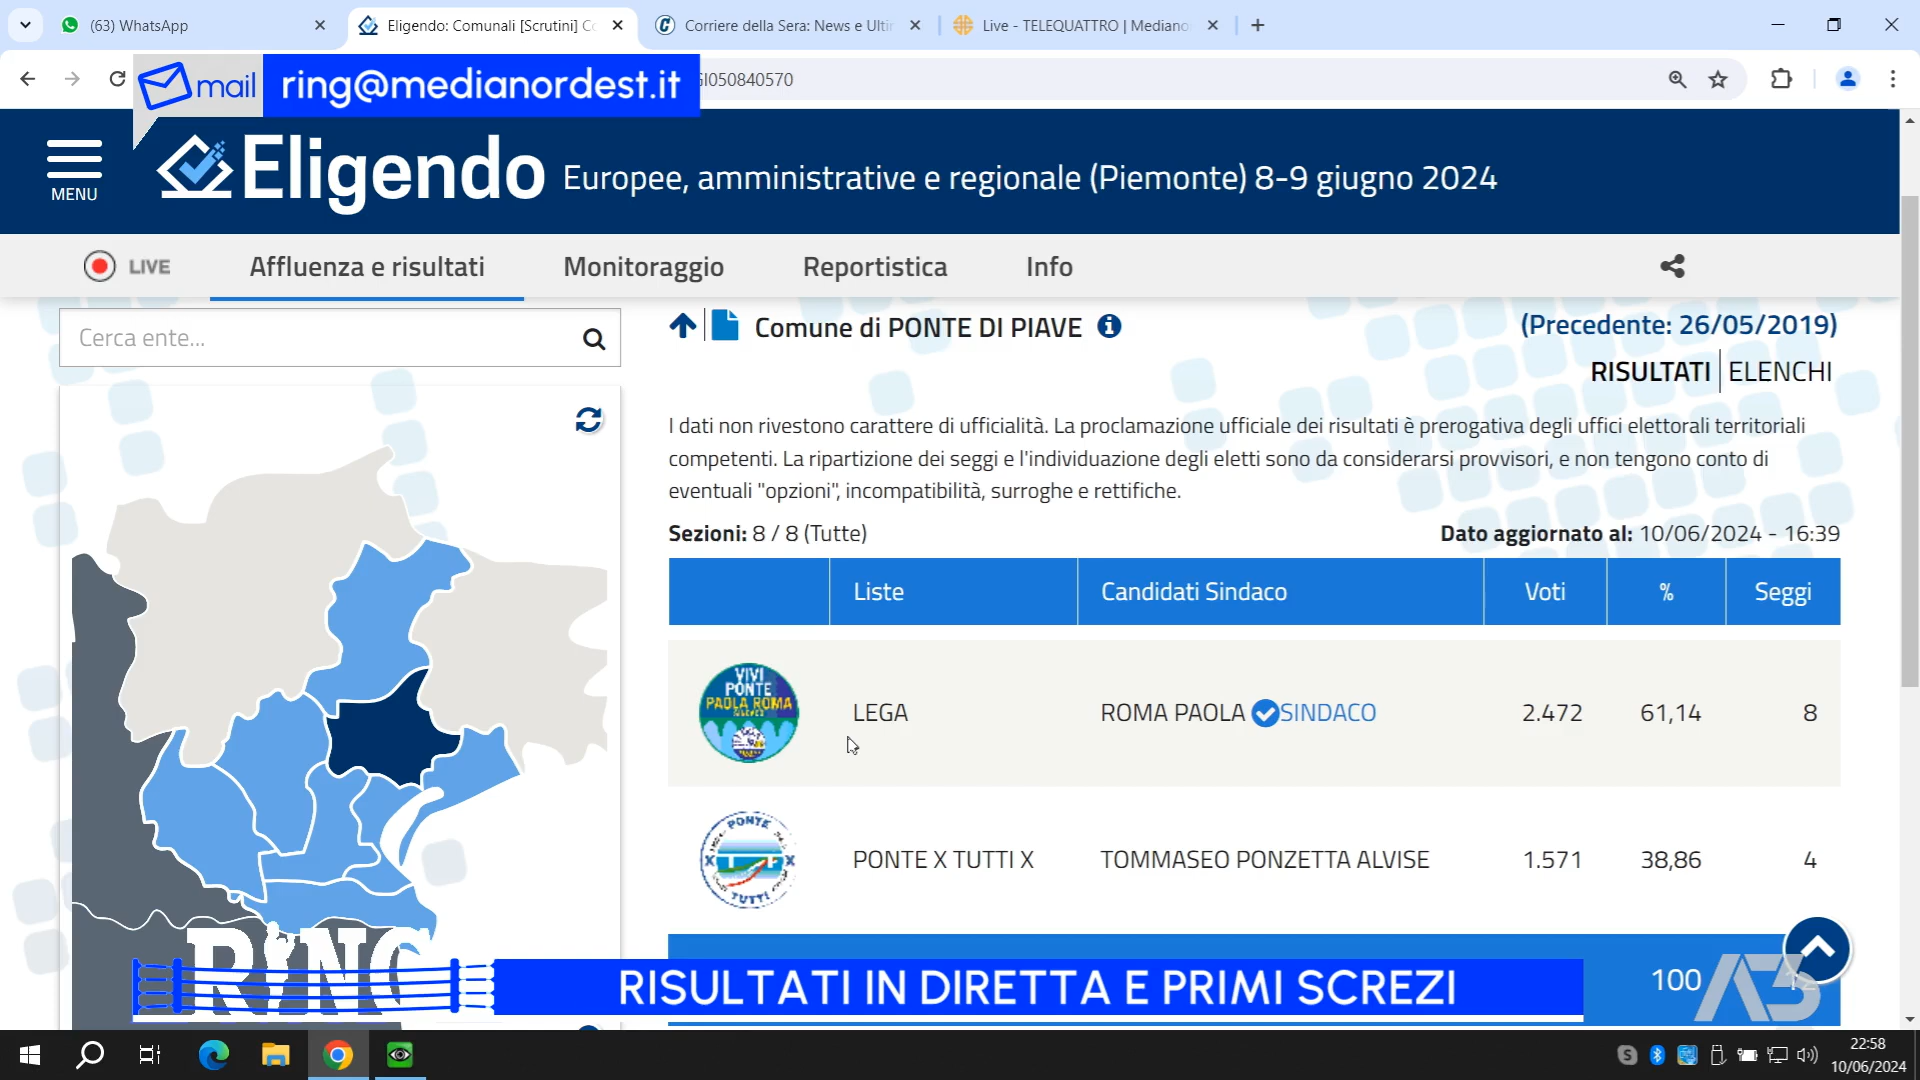 (63) WhatsApp
Eligendo: Comunali [Scrutini] Co
Corriere della Sera: News e Ultim
Live - TELEQUATTRO | Mediano
mail
ring@medianordest.it
GI050840570
MENU
Eligendo
Europee, amministrative e regionale (Piemonte) 8-9 giugno 2024
LIVE
Affluenza e risultati
Monitoraggio
Reportistica
Info
Cerca ente...
Comune di PONTE DI PIAVE
(Precedente: 26/05/2019)
RISULTATI
ELENCHI
I dati non rivestono carattere di ufficialità. La proclamazione ufficiale dei risultati è prerogativa degli uffici elettorali territoriali
competenti. La ripartizione dei seggi e l'individuazione degli eletti sono da considerarsi provvisori, e non tengono conto di
eventuali "opzioni", incompatibilità, surroghe e rettifiche.
Sezioni: 8 / 8 (Tutte)
Dato aggiornato al: 10/06/2024 - 16:39
Liste
Candidati Sindaco
Voti
%
Seggi
VIVI
PONTE
PAOLA ROMA
LEGA
ROMA PAOLA
SINDACO
2.472
61,14
8
PONTE
X X
TUTTI
PONTE X TUTTI X
TOMMASEO PONZETTA ALVISE
1.571
38,86
4
100
12
A3
RING
RISULTATI IN DIRETTA E PRIMI SCREZI
22:58
10/06/2024